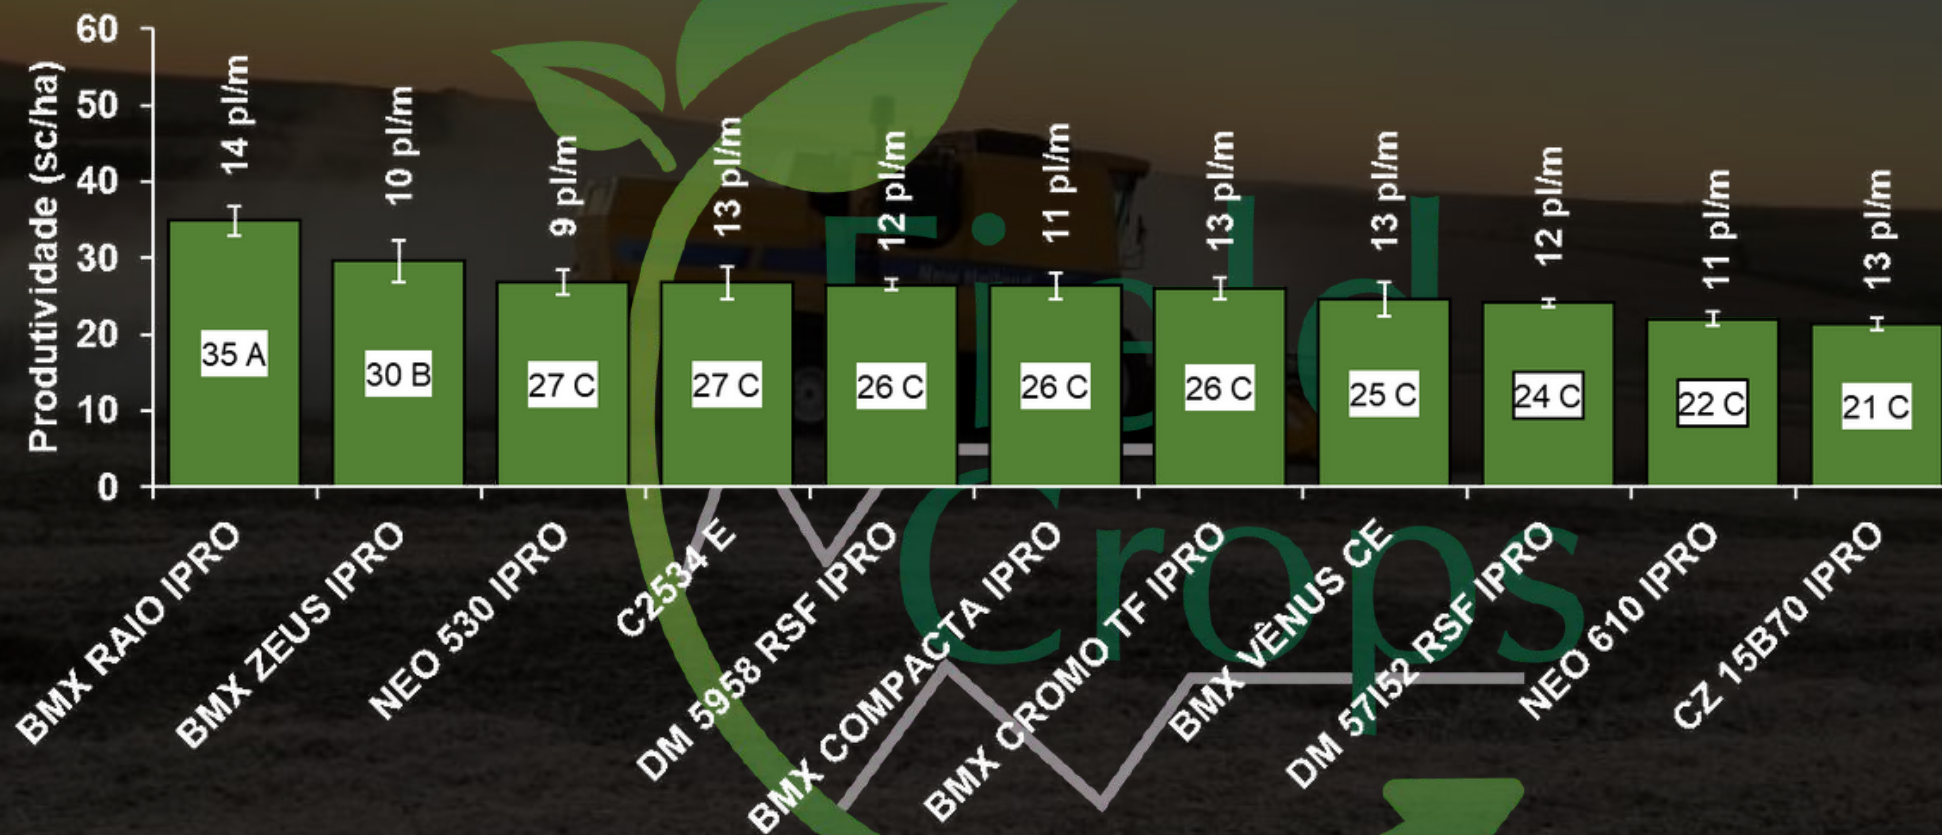 Produtividade (sc/ha)
60
50
40
30
20
10
0
14 pl/m
10 pl/m
9 pl/m
13 pl/m
12 pl/m
11 pl/m
13 pl/m
13 pl/m
12 pl/m
11 pl/m
13 pl/m
35 A
30 B
27 C
27 C
26 C
26 C
26 C
25 C
24 C
22 C
21 C
BMX RAIO IPRO
BMX ZEUS IPRO
NEO 530 IPRO
C2534 E
DM 5958 RSF IPRO
BMX COMPACTA IPRO
BMX CROMO TF IPRO
BMX VÊNUS CE
DM 57I52 RSF IPRO
NEO 610 IPRO
CZ 15B70 IPRO
Field
Crops
New Holland